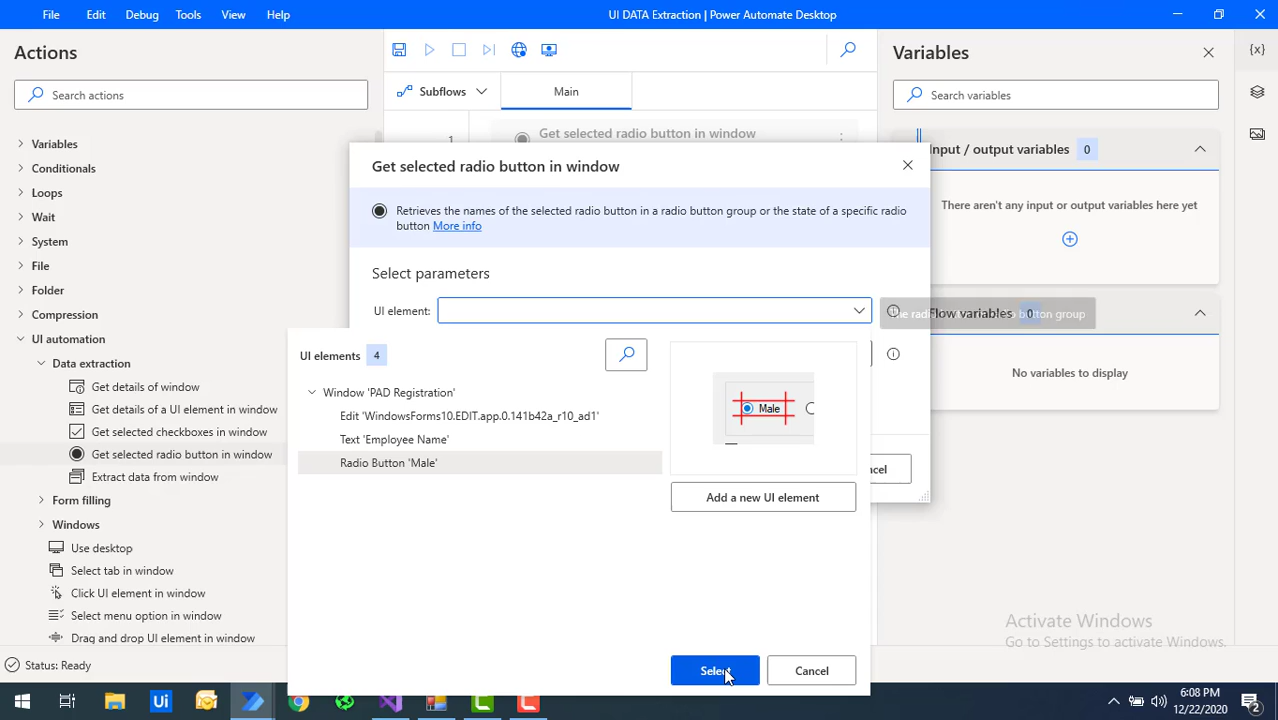 File Edit Debug Tools View Help
UI DATA Extraction | Power Automate Desktop
Actions
Search actions
Variables
Conditionals
Loops
Wait
System
File
Folder
Compression
UI automation
Data extraction
Get details of window
Get details of a UI element in window
Get selected checkboxes in window
Get selected radio button in window
Extract data from window
Form filling
Windows
Use desktop
Select tab in window
Click UI element in window
Select menu option in window
Drag and drop UI element in window
Status: Ready
Subflows
Main
1
Get selected radio button in window
Get selected radio button in window
Retrieves the names of the selected radio button in a radio button group or the state of a specific radio
button More info
Select parameters
UI element:
UI elements 4
Window 'PAD Registration'
Edit 'WindowsForms10.EDIT.app.0.141b42a_r10_ad1'
Text 'Employee Name'
Radio Button 'Male'
Male
Add a new UI element
Select
Cancel
Variables
{x}
Search variables
Input / output variables 0
There aren't any input or output variables here yet
Flow variables 0
No variables to display
Activate Windows
Go to Settings to activate Windows.
Ui
6:08 PM
12/22/2020
2